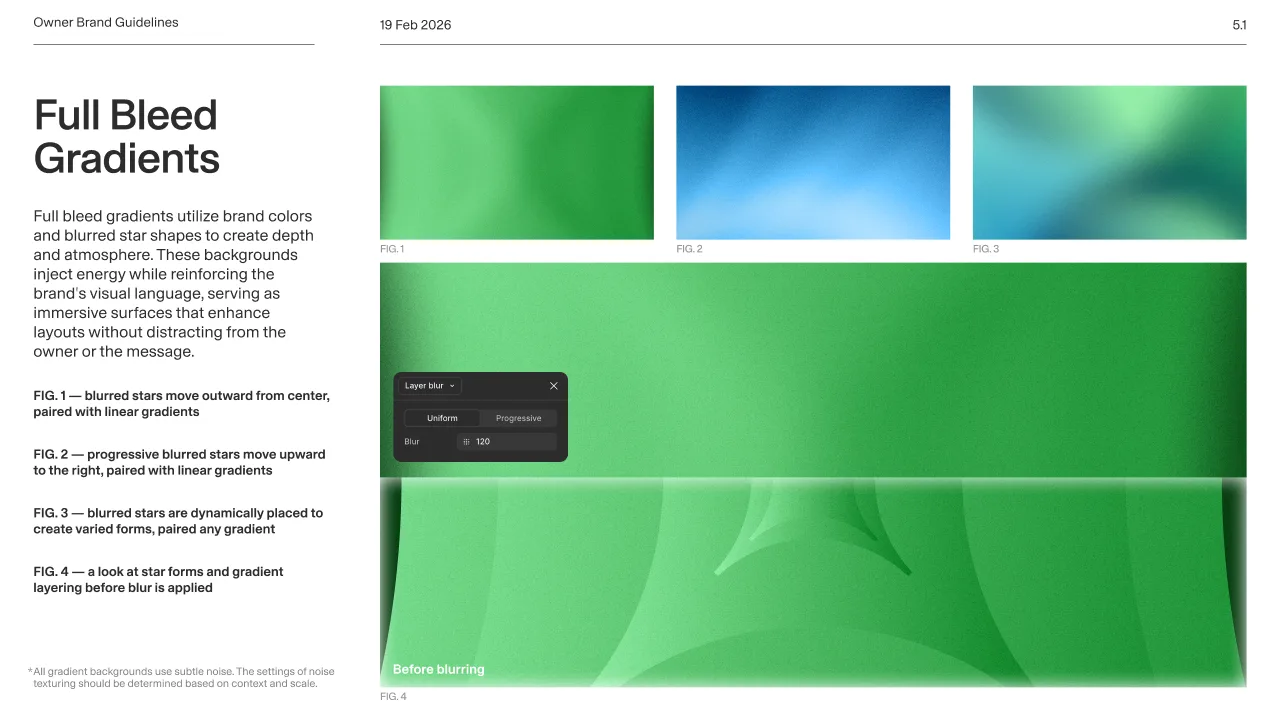 Owner Brand Guidelines
19 Feb 2026
5.1
Full Bleed
Gradients
Full bleed gradients utilize brand colors
and blurred star shapes to create depth
and atmosphere. These backgrounds
inject energy while reinforcing the
brand's visual language, serving as
immersive surfaces that enhance
layouts without distracting from the
owner or the message.
FIG. 1 — blurred stars move outward from center,
paired with linear gradients
FIG. 2 — progressive blurred stars move upward
to the right, paired with linear gradients
FIG. 3 — blurred stars are dynamically placed to
create varied forms, paired any gradient
FIG. 4 — a look at star forms and gradient
layering before blur is applied
*All gradient backgrounds use subtle noise. The settings of noise
texturing should be determined based on context and scale.
FIG. 1
FIG. 2
FIG. 3
Layer blur
Uniform
Progressive
Blur
120
Before blurring
FIG. 4